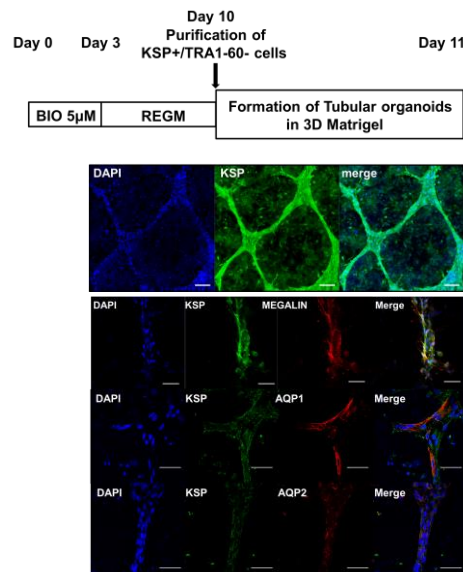 Day 10
Day 0 Day 3 Purification of Day 11
KSP+/TRA1-60- cells
BIO 5µM REGM Formation of Tubular organoids
in 3D Matrigel
DAPI KSP merge
DAPI KSP MEGALIN Merge
DAPI KSP AQP1 Merge
DAPI KSP AQP2 Merge